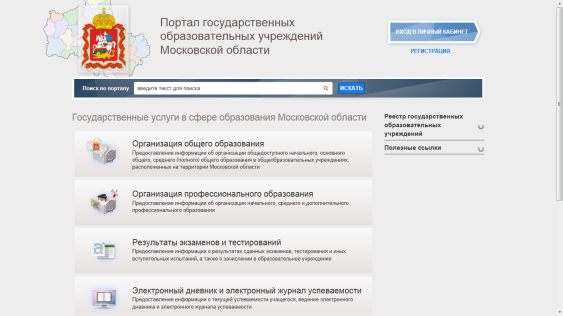 Портал государственных
образовательных учреждений
Московской области
ВХОД В ЛИЧНЫЙ КАБИНЕТ
РЕГИСТРАЦИЯ
Поиск по порталу
введите текст для поиска
ИСКАТЬ
Государственные услуги в сфере образования Московской области
Организация общего образования
Предоставление информации об организации общедоступного начального, основного
общего, среднего (полного) общего образования в общеобразовательных учреждениях,
расположенных на территории Московской области
Организация профессионального образования
Предоставление информации об организации начального, среднего и дополнительного
профессионального образования
Результаты экзаменов и тестирований
Предоставление информации о результатах сданных экзаменов, тестирования и иных
вступительных испытаний, а также о зачислении в образовательное учреждение
Электронный дневник и электронный журнал успеваемости
Предоставление информации о текущей успеваемости учащегося, ведение электронного
дневника и электронного журнала успеваемости
Реестр государственных
образовательных
учреждений
Полезные ссылки